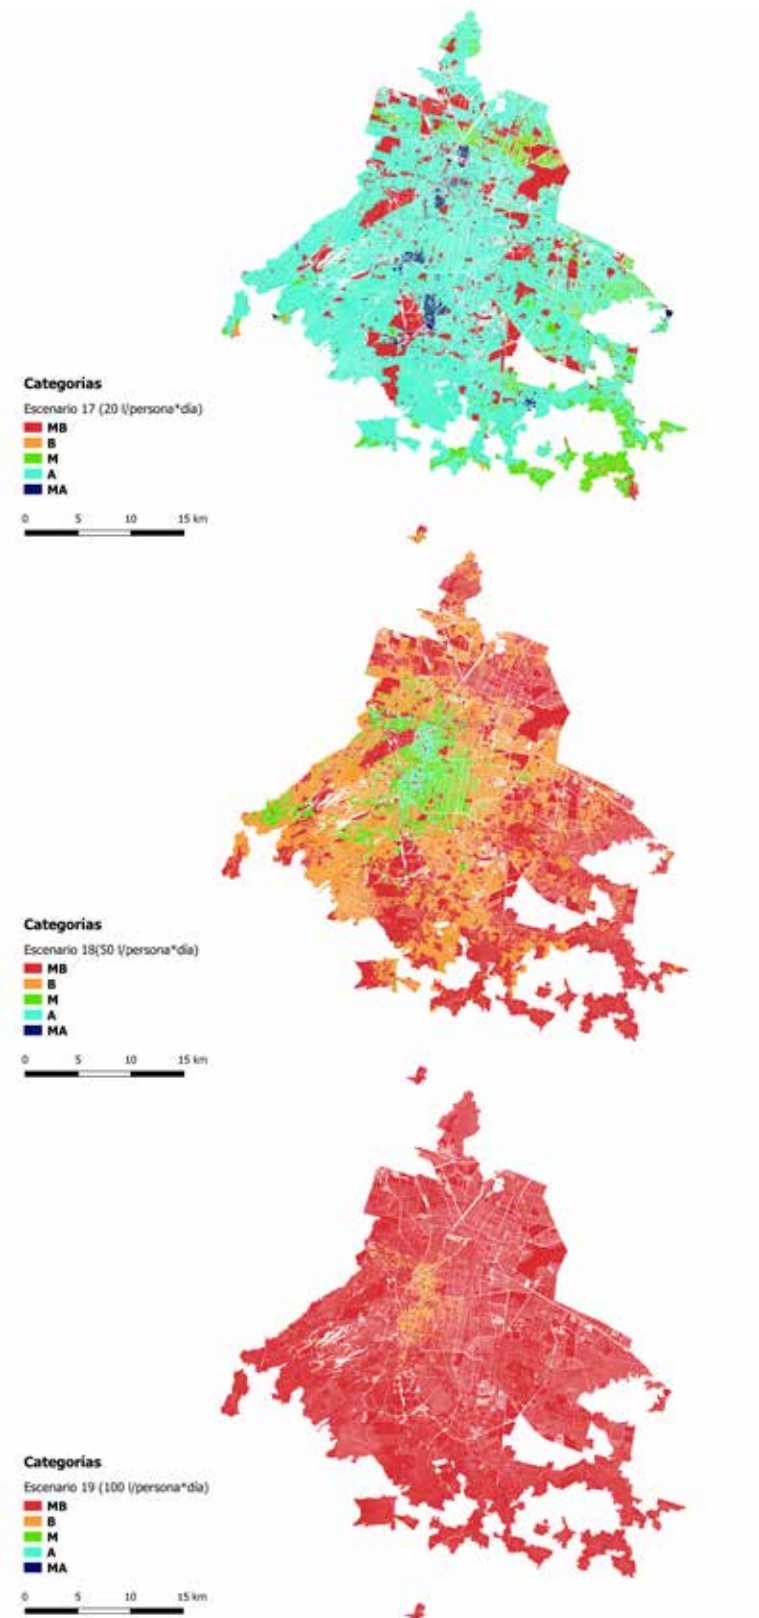 Categorias
Escenario 17 (20 l/persona*día)
MB
B
M
A
MA
0 5 10 15 km
Categorias
Escenario 18(50 l/persona*día)
MB
B
M
A
MA
0 5 10 15 km
Categorias
Escenario 19 (100 l/persona*día)
MB
B
M
A
MA
0 5 10 15 km